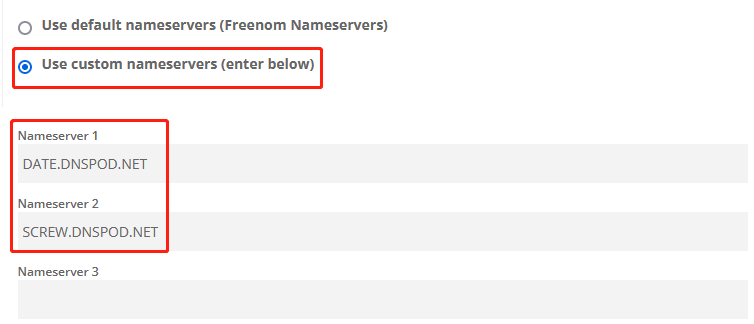 Use default nameservers (Freenom Nameservers)
Use custom nameservers (enter below)
Nameserver 1
DATE.DNSPOD.NET
Nameserver 2
SCREW.DNSPOD.NET
Nameserver 3